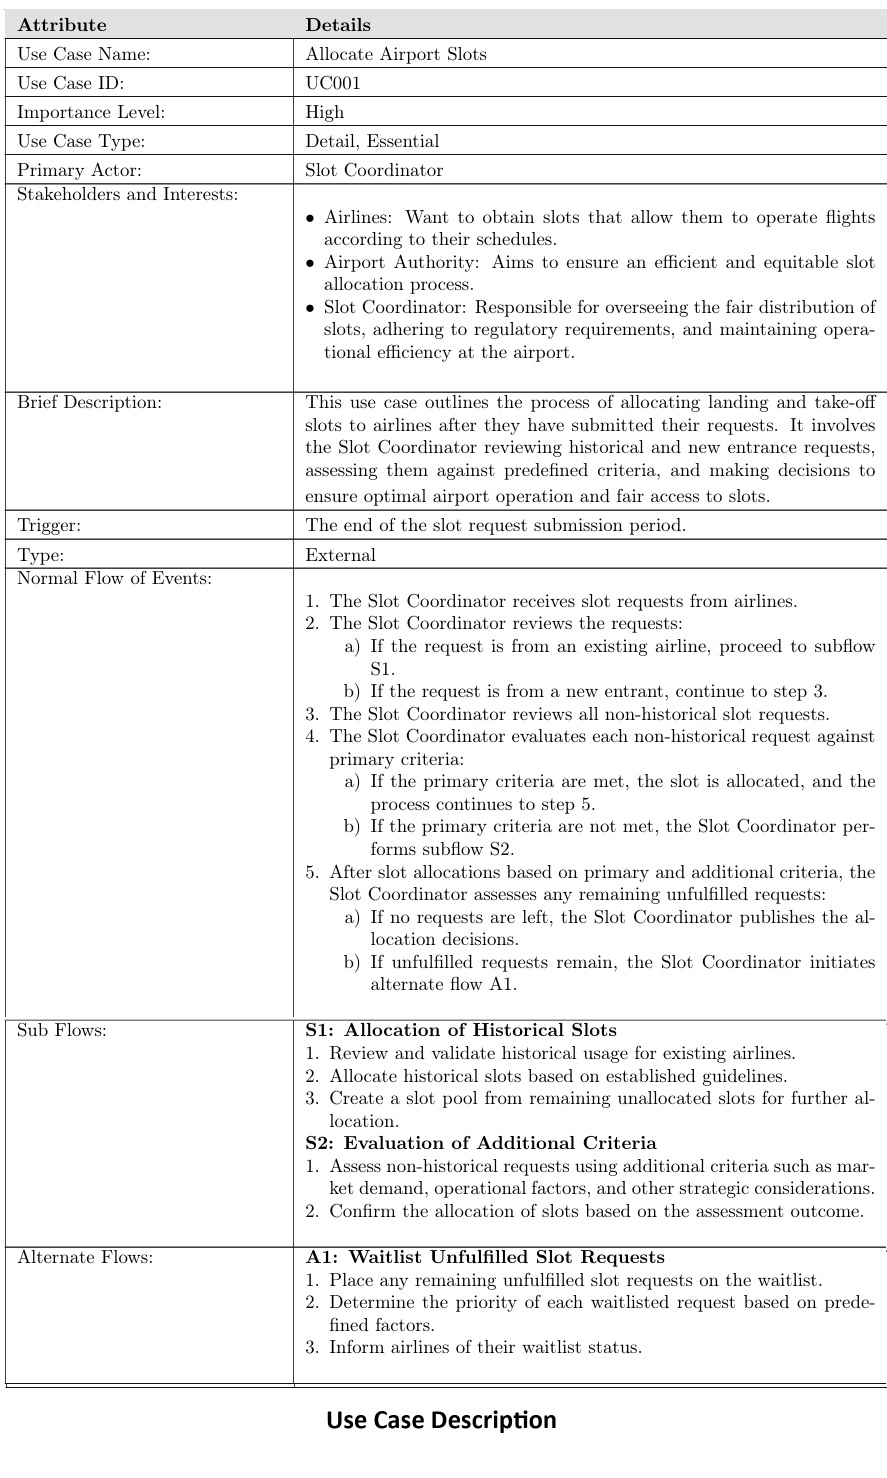 Attribute Details
Use Case Name: Allocate Airport Slots
Use Case ID: UC001
Importance Level: High
Use Case Type: Detail, Essential
Primary Actor: Slot Coordinator
Stakeholders and Interests:
• Airlines: Want to obtain slots that allow them to operate flights
according to their schedules.
• Airport Authority: Aims to ensure an efficient and equitable slot
allocation process.
• Slot Coordinator: Responsible for overseeing the fair distribution of
slots, adhering to regulatory requirements, and maintaining opera-
tional efficiency at the airport.
Brief Description: This use case outlines the process of allocating landing and take-off
slots to airlines after they have submitted their requests. It involves
the Slot Coordinator reviewing historical and new entrance requests,
assessing them against predefined criteria, and making decisions to
ensure optimal airport operation and fair access to slots.
Trigger: The end of the slot request submission period.
Type: External
Normal Flow of Events:
1. The Slot Coordinator receives slot requests from airlines.
2. The Slot Coordinator reviews the requests:
a) If the request is from an existing airline, proceed to subflow
S1.
b) If the request is from a new entrant, continue to step 3.
3. The Slot Coordinator reviews all non-historical slot requests.
4. The Slot Coordinator evaluates each non-historical request against
primary criteria:
a) If the primary criteria are met, the slot is allocated, and the
process continues to step 5.
b) If the primary criteria are not met, the Slot Coordinator per-
forms subflow S2.
5. After slot allocations based on primary and additional criteria, the
Slot Coordinator assesses any remaining unfulfilled requests:
a) If no requests are left, the Slot Coordinator publishes the al-
location decisions.
b) If unfulfilled requests remain, the Slot Coordinator initiates
alternate flow A1.
Sub Flows: S1: Allocation of Historical Slots
1. Review and validate historical usage for existing airlines.
2. Allocate historical slots based on established guidelines.
3. Create a slot pool from remaining unallocated slots for further al-
location.
S2: Evaluation of Additional Criteria
1. Assess non-historical requests using additional criteria such as mar-
ket demand, operational factors, and other strategic considerations.
2. Confirm the allocation of slots based on the assessment outcome.
Alternate Flows: A1: Waitlist Unfulfilled Slot Requests
1. Place any remaining unfulfilled slot requests on the waitlist.
2. Determine the priority of each waitlisted request based on prede-
fined factors.
3. Inform airlines of their waitlist status.
Use Case Description